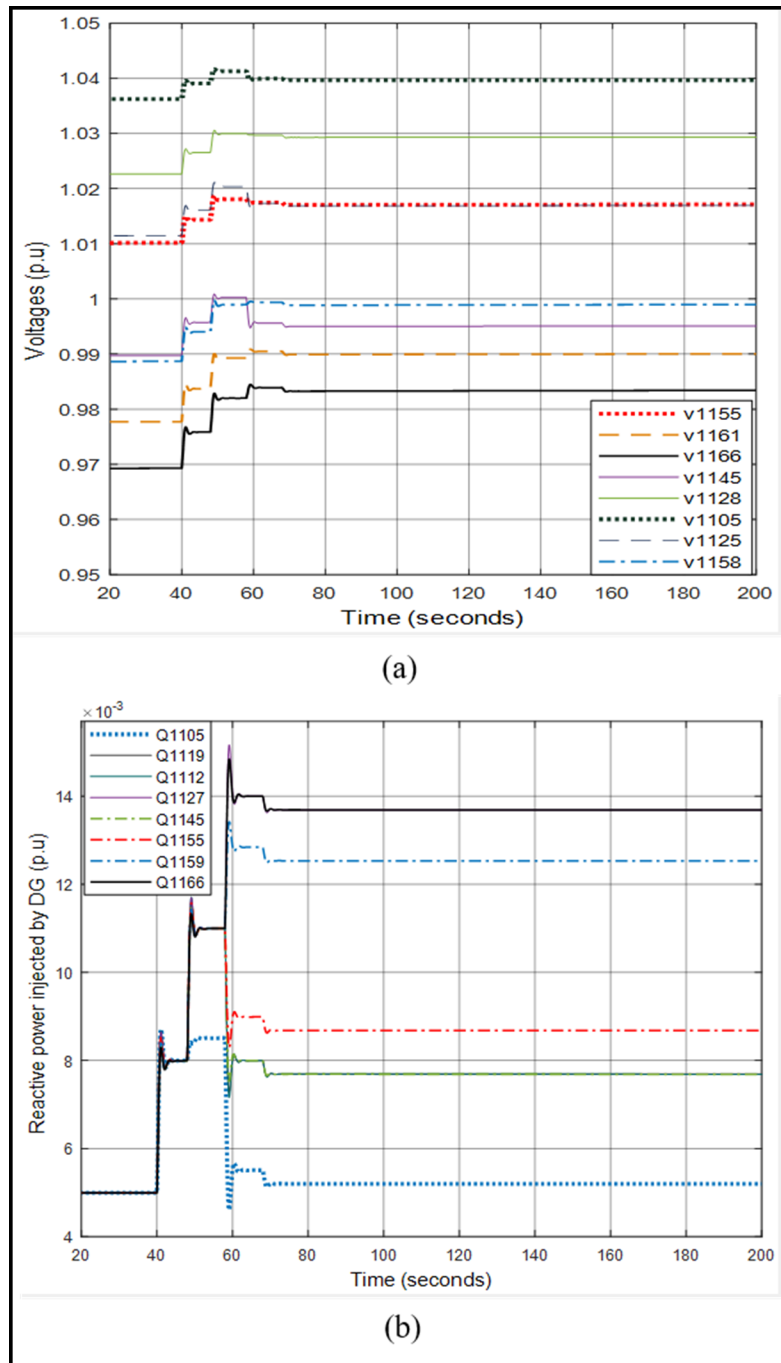 1.05
1.04
1.03
1.02
1.01
1
0.99
0.98
0.97
0.96
0.95
Voltages (p.u)
20 40 60 80 100 120 140 160 180 200
Time (seconds)
v1155
v1161
v1166
v1145
v1128
v1105
v1125
v1158
(a)
× 10⁻³
14
12
10
8
6
4
Reactive power injected by DG (p.u)
Q1105
Q1119
Q1112
Q1127
Q1145
Q1155
Q1159
Q1166
20 40 60 80 100 120 140 160 180 200
Time (seconds)
(b)